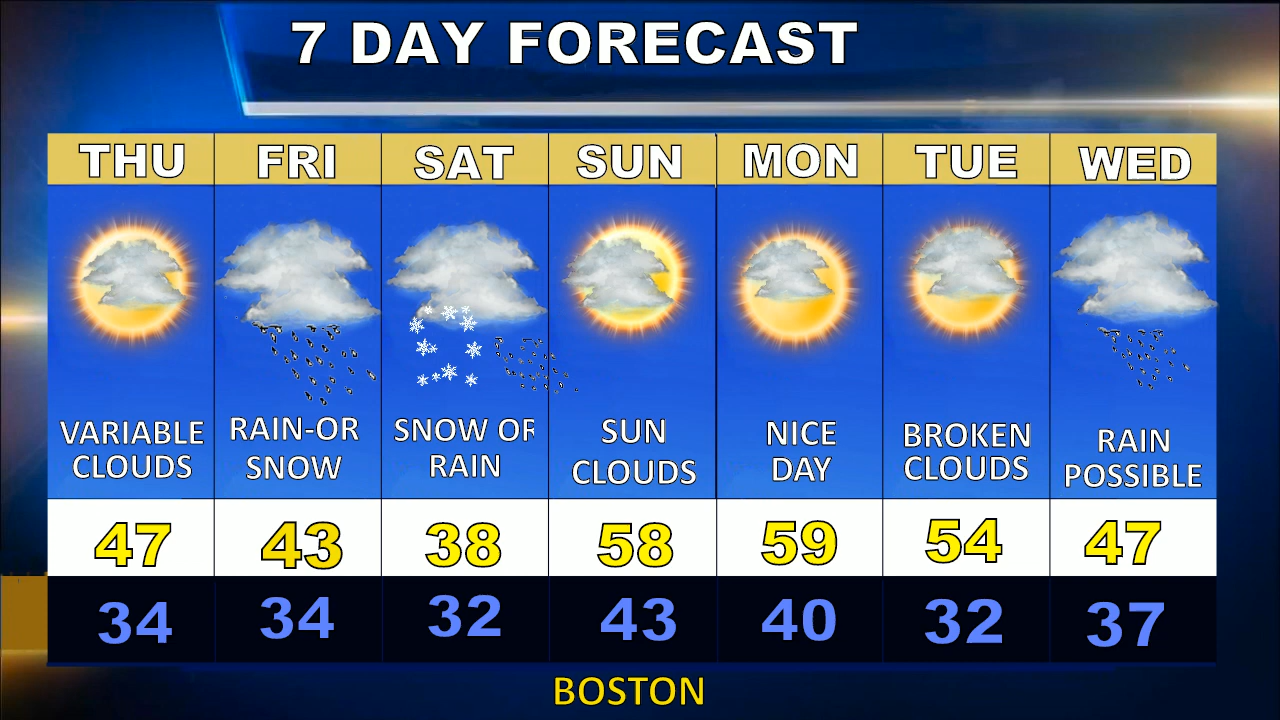 7 DAY FORECAST
THU FRI SAT SUN MON TUE WED
VARIABLE CLOUDS
RAIN-OR SNOW
SNOW OR RAIN
SUN CLOUDS
NICE DAY
BROKEN CLOUDS
RAIN POSSIBLE
47 43 38 58 59 54 47
34 34 32 43 40 32 37
BOSTON